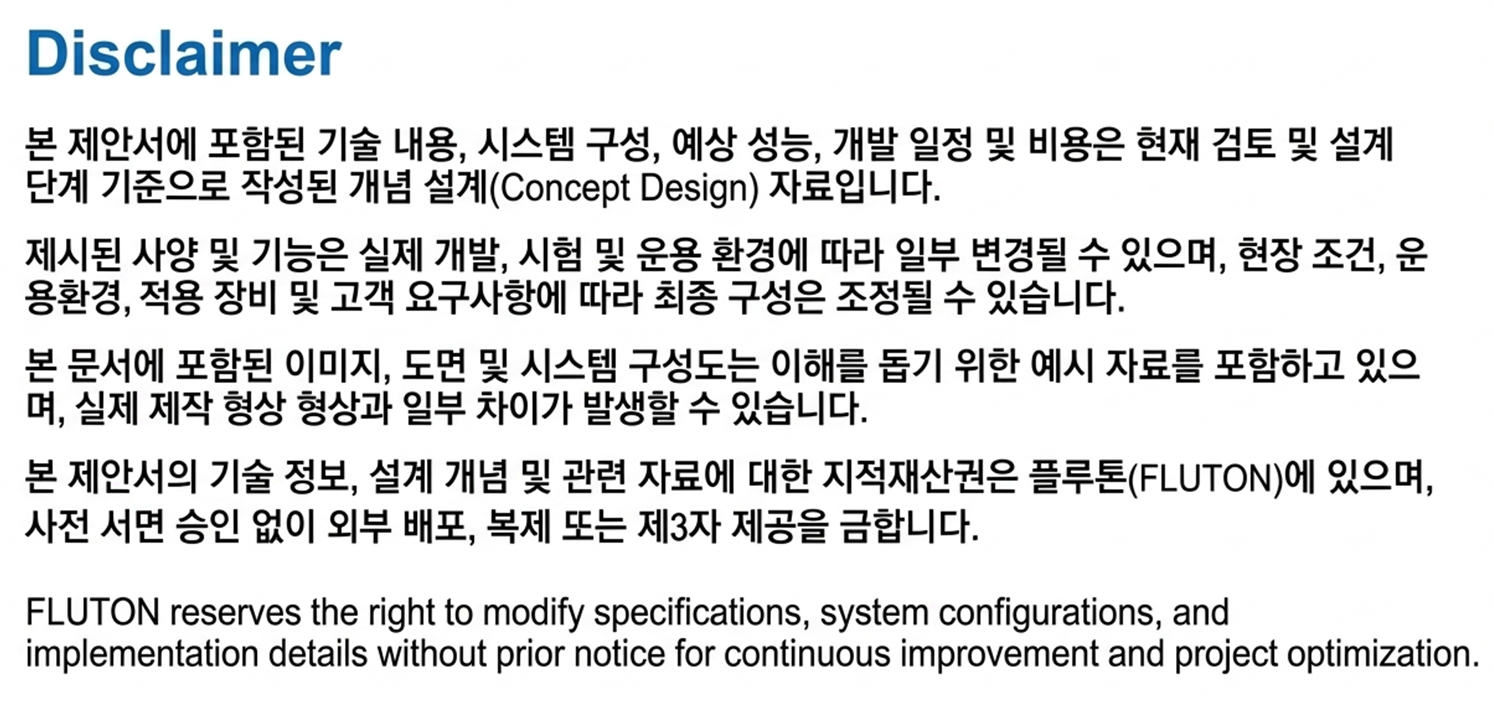 Disclaimer
본 제안서에 포함된 기술 내용, 시스템 구성, 예상 성능, 개발 일정 및 비용은 현재 검토 및 설계
단계 기준으로 작성된 개념 설계(Concept Design) 자료입니다.
제시된 사양 및 기능은 실제 개발, 시험 및 운용 환경에 따라 일부 변경될 수 있으며, 현장 조건, 운
용환경, 적용 장비 및 고객 요구사항에 따라 최종 구성은 조정될 수 있습니다.
본 문서에 포함된 이미지, 도면 및 시스템 구성도는 이해를 돕기 위한 예시 자료를 포함하고 있으
며, 실제 제작 형상 형상과 일부 차이가 발생할 수 있습니다.
본 제안서의 기술 정보, 설계 개념 및 관련 자료에 대한 지적재산권은 플루톤(FLUTON)에 있으며,
사전 서면 승인 없이 외부 배포, 복제 또는 제3자 제공을 금합니다.
FLUTON reserves the right to modify specifications, system configurations, and
implementation details without prior notice for continuous improvement and project optimization.